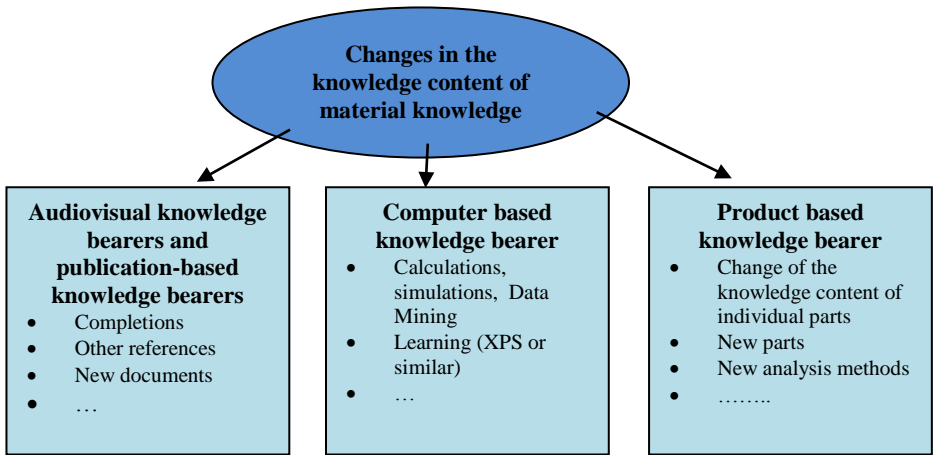 Changes in the
knowledge content of
material knowledge
Audiovisual knowledge
bearers and
publication-based
knowledge bearers
• Completions
• Other references
• New documents
• …
Computer based
knowledge bearer
• Calculations,
simulations, Data
Mining
• Learning (XPS or
similar)
• …
Product based
knowledge bearer
• Change of the
knowledge content of
individual parts
• New parts
• New analysis methods
• ……..